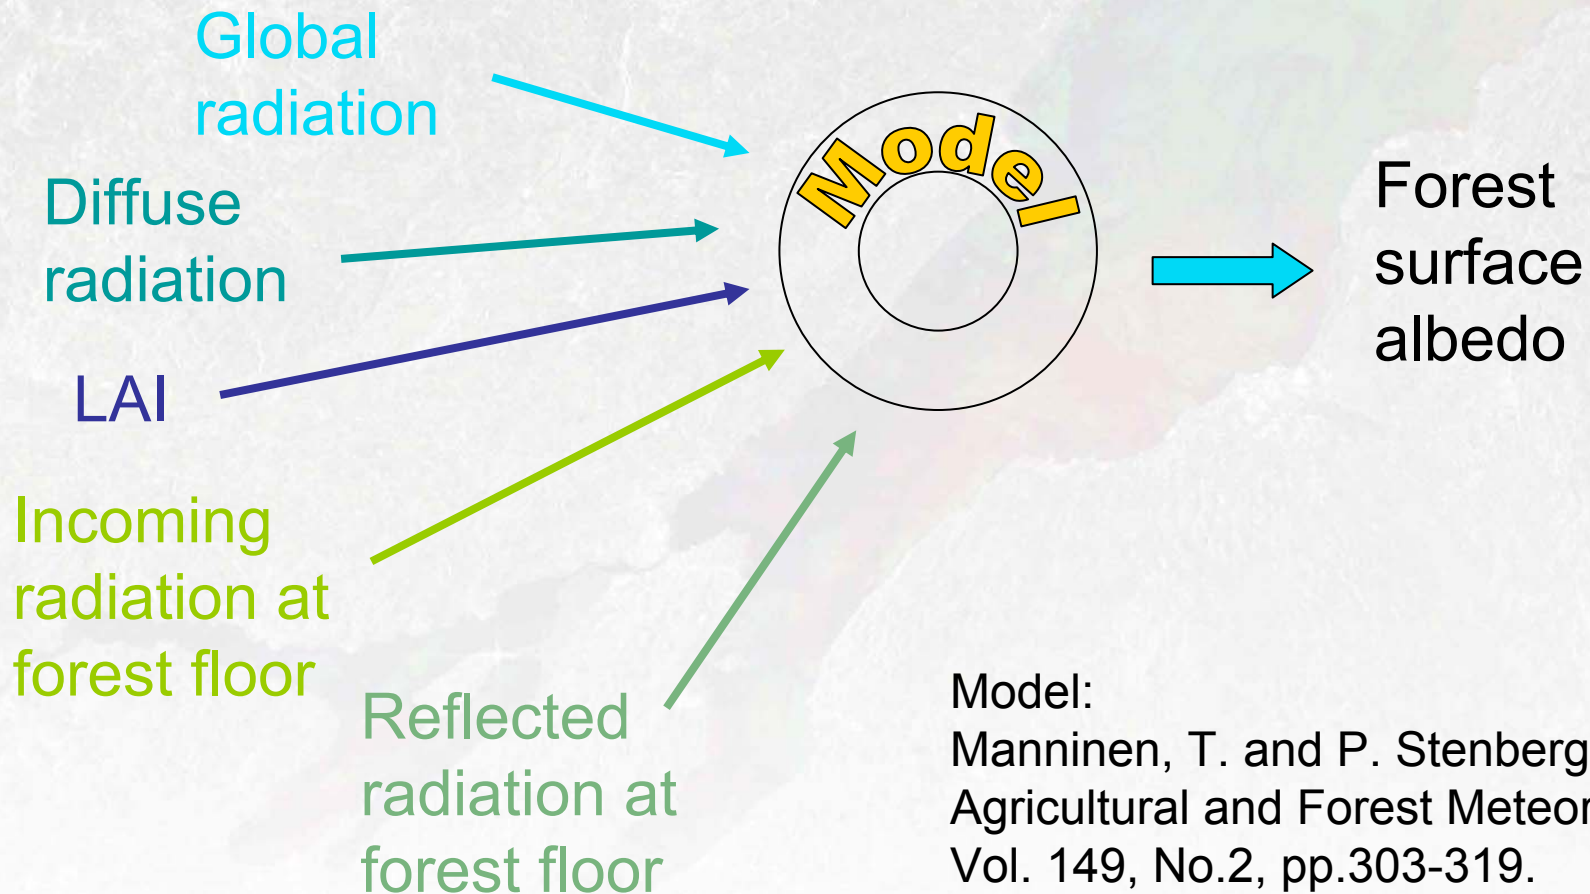 Global
radiation
Diffuse
radiation
LAI
Incoming
radiation at
forest floor
Reflected
radiation at
forest floor
Model
Forest
surface
albedo
Model:
Manninen, T. and P. Stenberg
Agricultural and Forest Meteor
Vol. 149, No.2, pp.303-319.